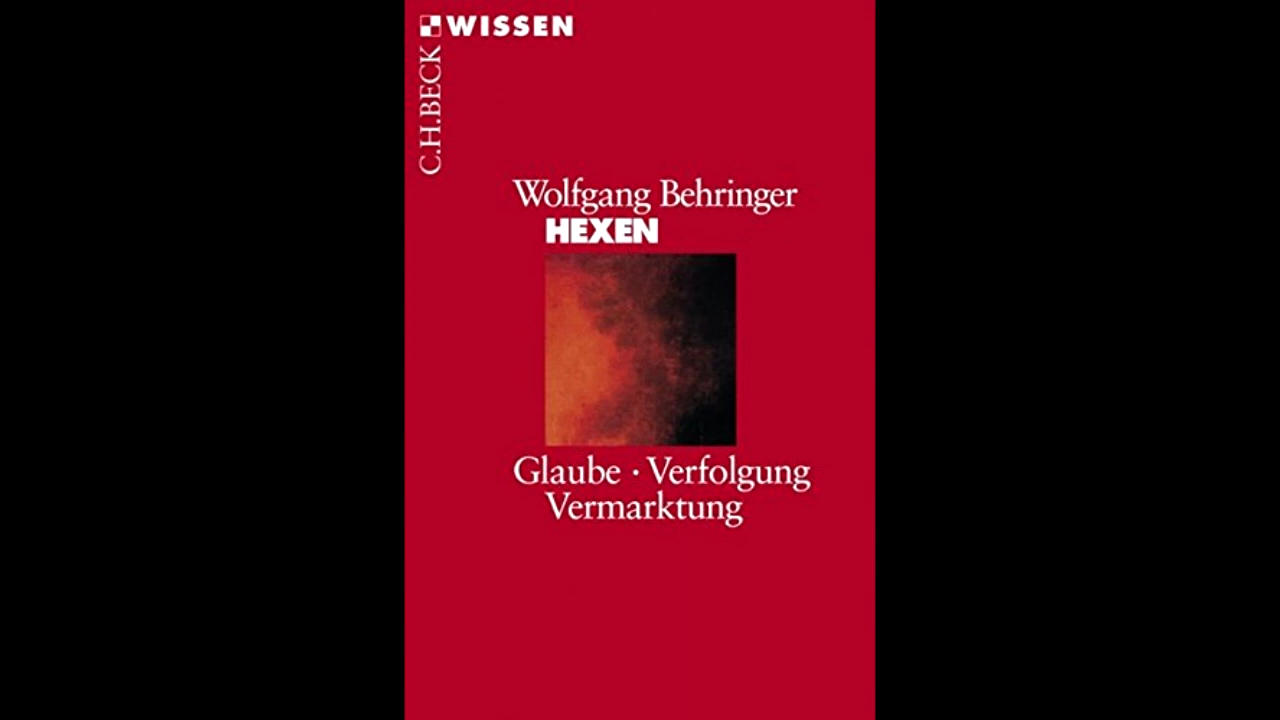 WISSEN
C.H.BECK
Wolfgang Behringer
HEXEN
Glaube · Verfolgung
Vermarktung